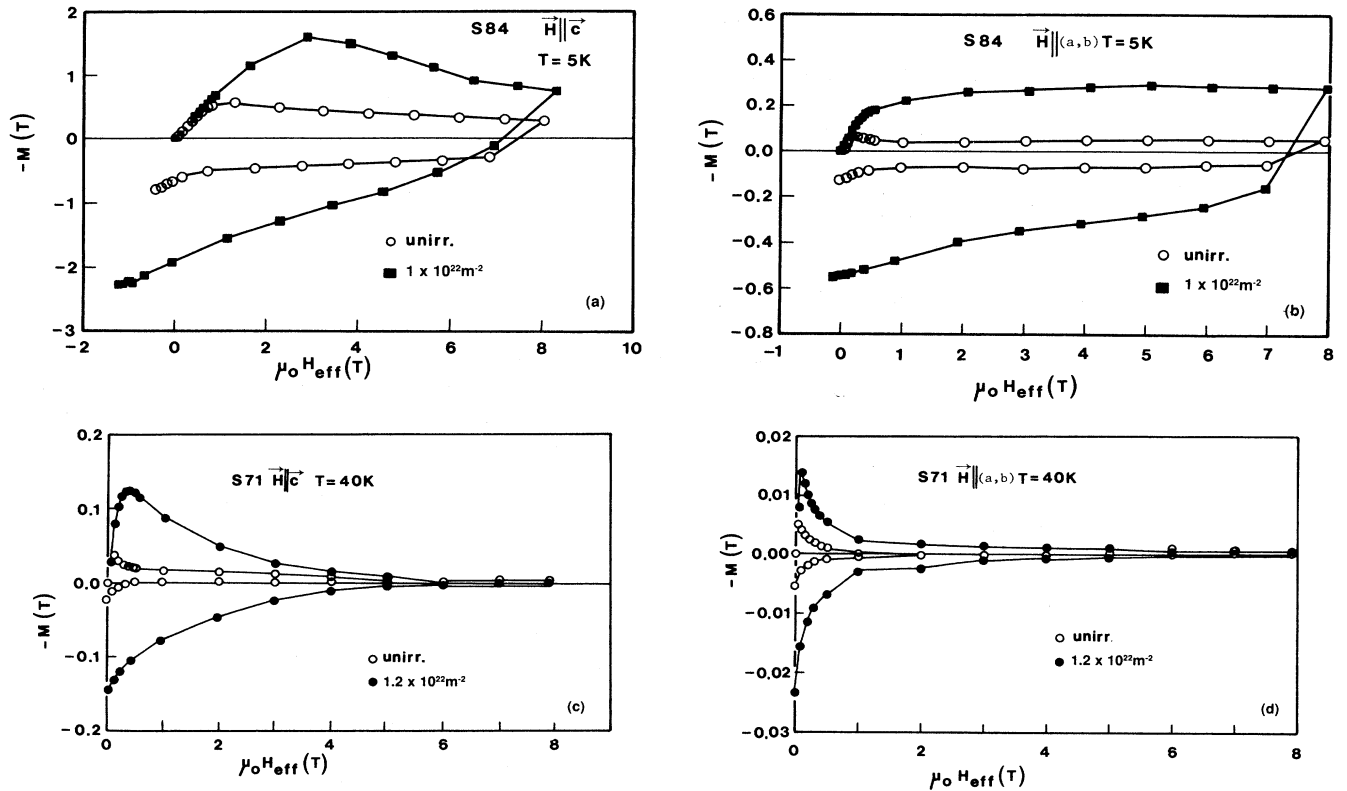 2
1
0
−1
−2
−3
−M (T)
S84 H||c
T = 5K
unirr.
1 x 10²²m⁻²
(a)
−2 0 2 4 6 8 10
μₒHeff(T)
0.6
0.4
0.2
0.0
−0.2
−0.4
−0.6
−0.8
−M (T)
S84 H||(a,b) T = 5K
unirr.
1 x 10²²m⁻²
(b)
−1 0 1 2 3 4 5 6 7 8
μₒHeff(T)
0.2
0.1
0.0
−0.1
−0.2
−M (T)
S71 H||c T = 40K
unirr.
1.2 x 10²²m⁻²
(c)
0 2 4 6 8
μₒHeff(T)
0.02
0.01
0.00
−0.01
−0.02
−0.03
−M (T)
S71 H||(a,b) T = 40K
unirr.
1.2 x 10²²m⁻²
(d)
0 2 4 6 8
μₒHeff(T)